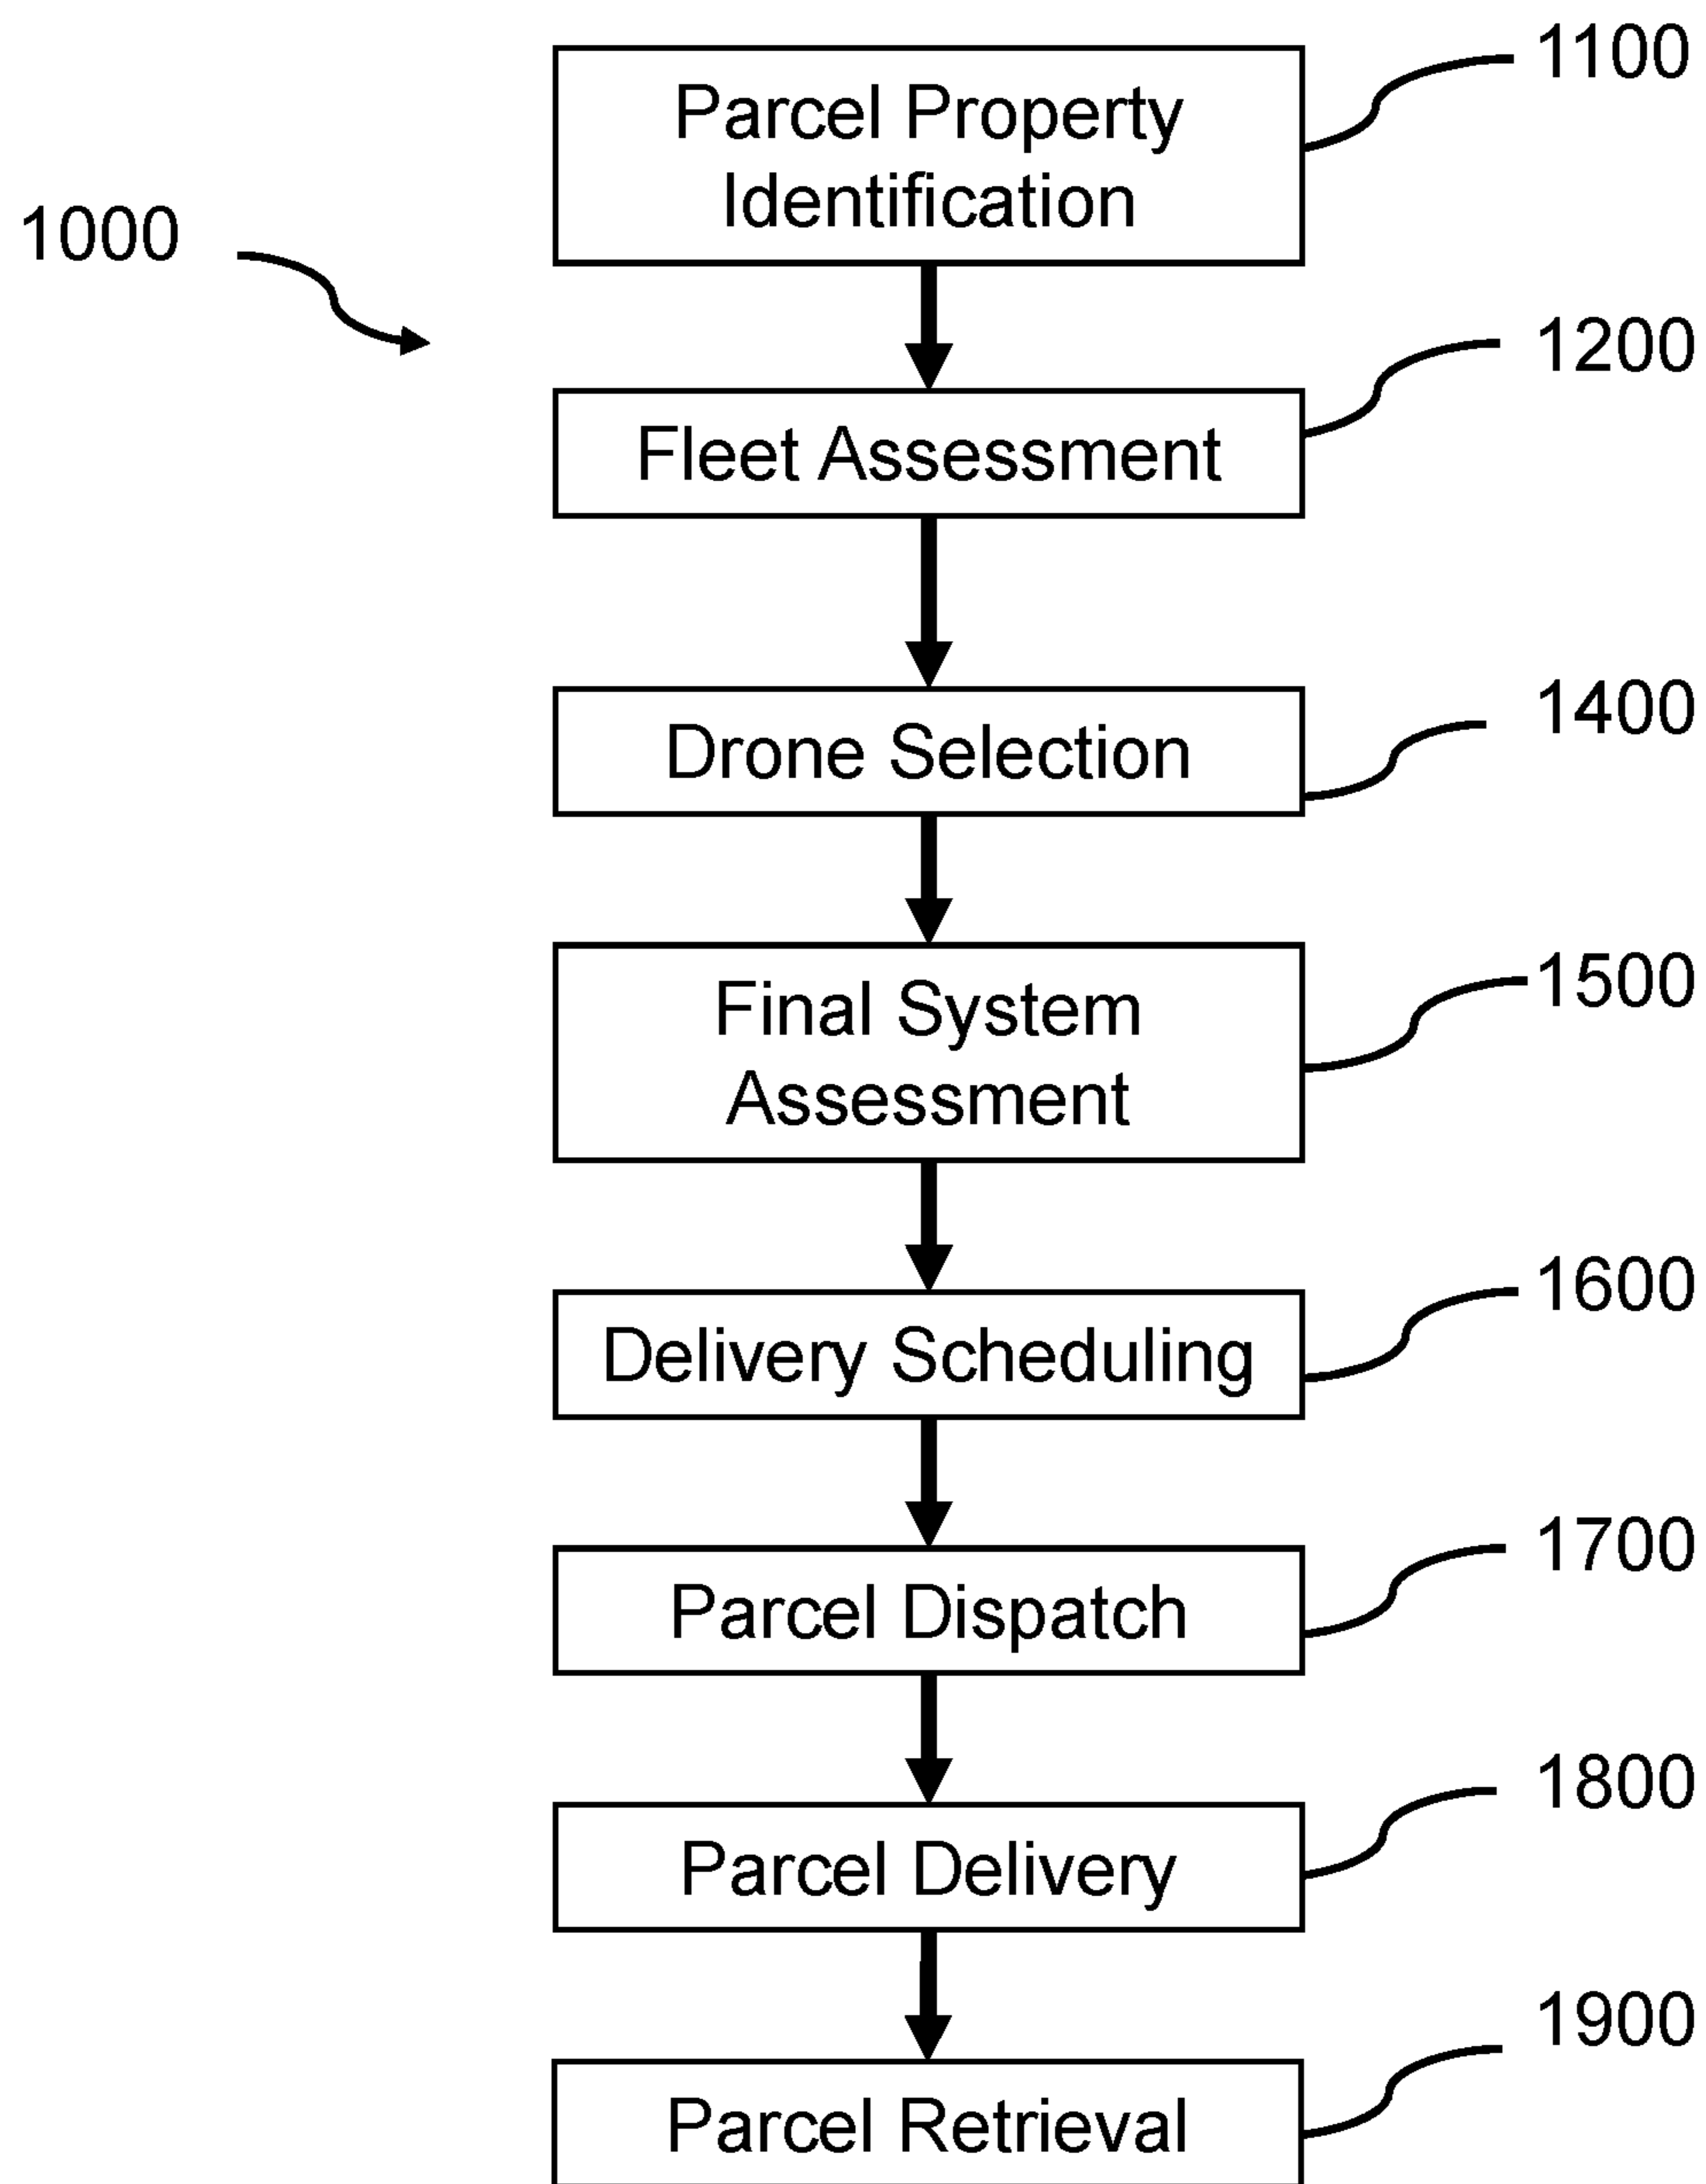 1100
Parcel Property
Identification
1000
1200
Fleet Assessment
1400
Drone Selection
1500
Final System
Assessment
1600
Delivery Scheduling
1700
Parcel Dispatch
1800
Parcel Delivery
1900
Parcel Retrieval